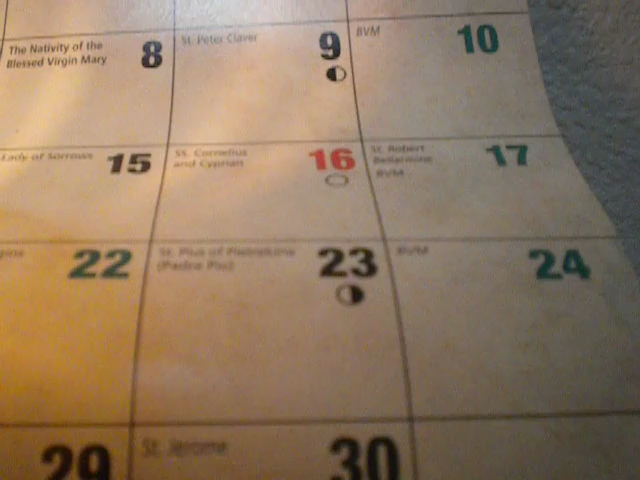 The Nativity of the
Blessed Virgin Mary
8
St. Peter Claver
9
BVM
10
Lady of Sorrows
15
SS. Cornelius
and Cyprian
16
St. Robert
Bellarmine
BVM
17
22
St. Pius of Pietrelcina
(Padre Pio)
23
BVM
24
29
St. Jerome
30